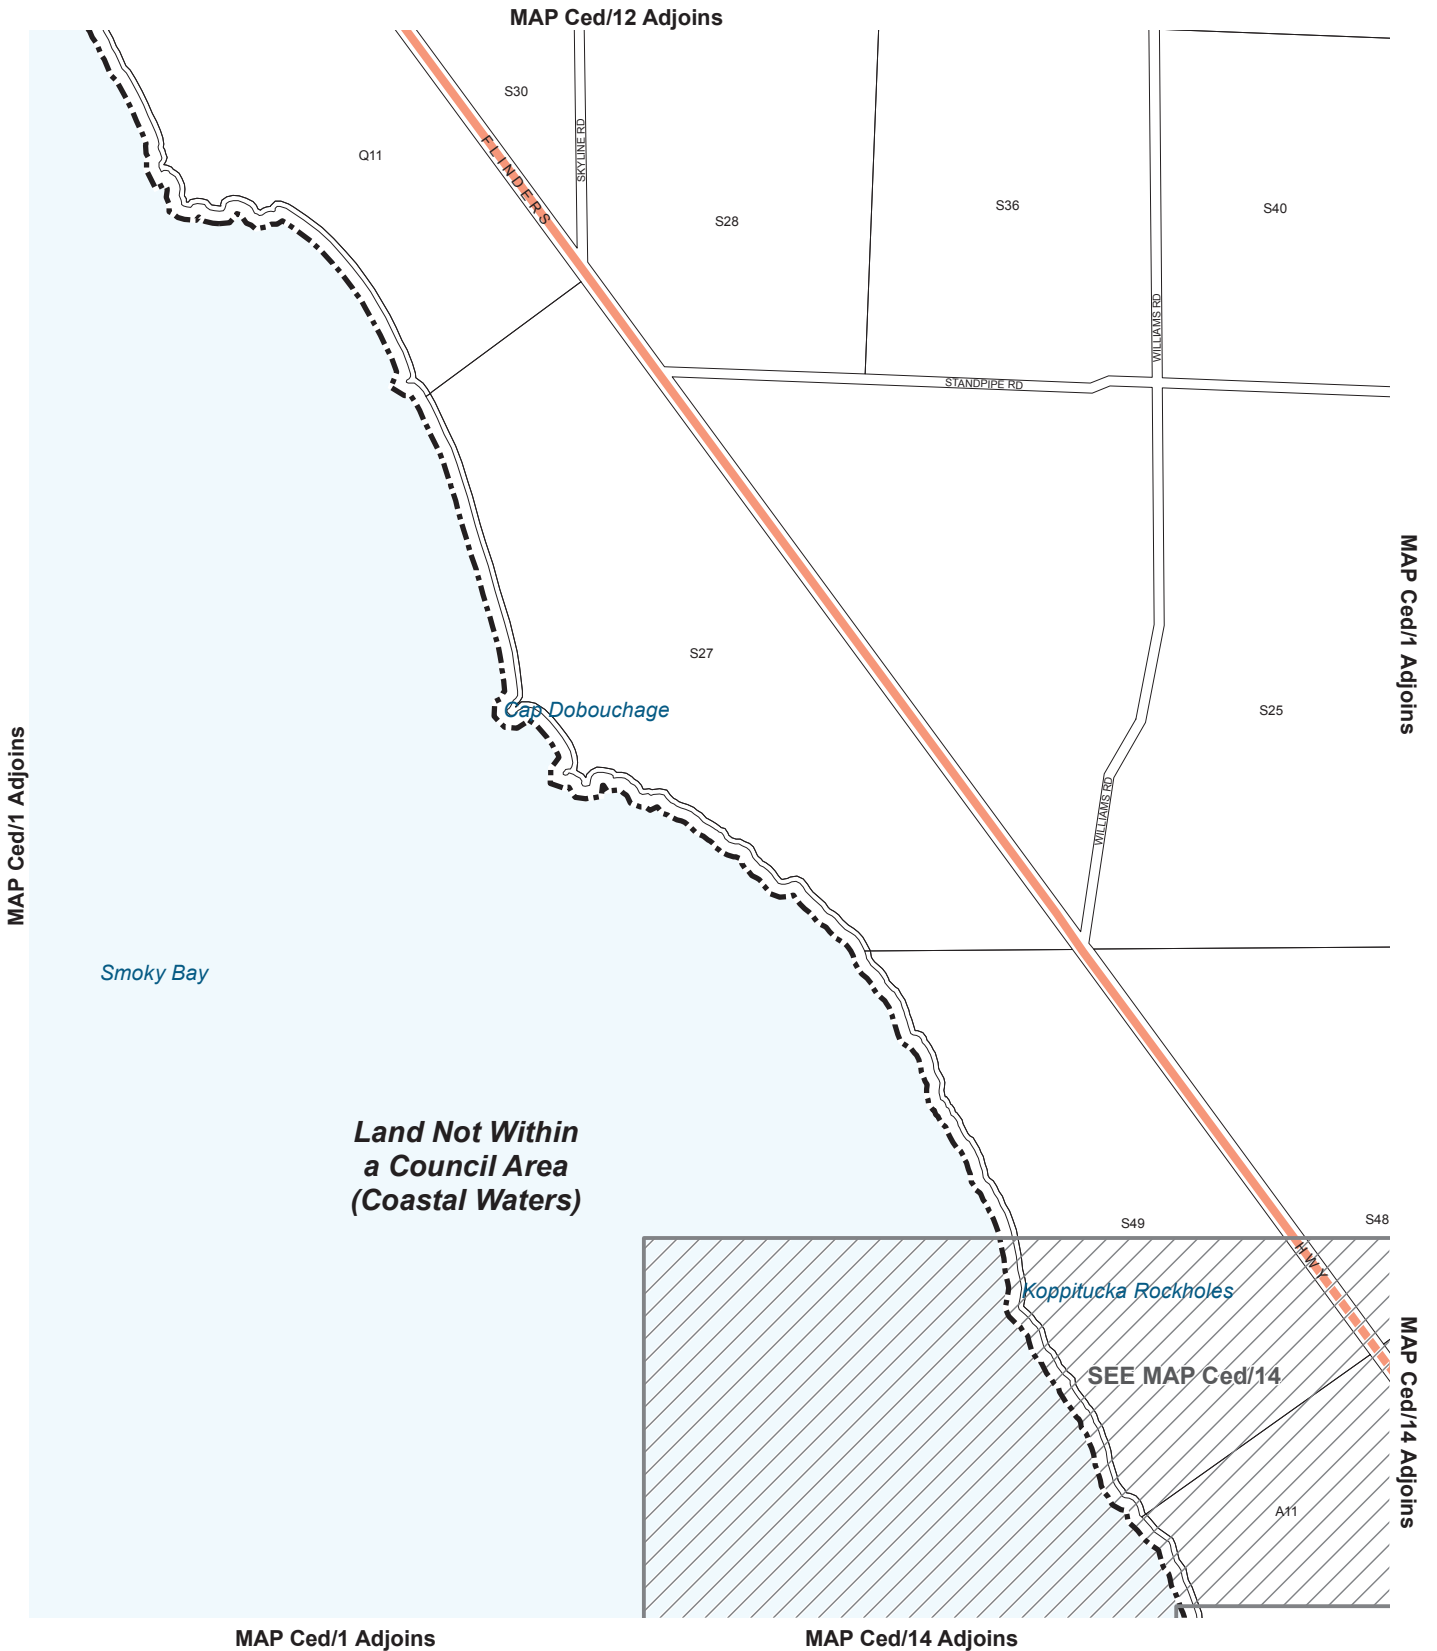 MAP Ced/12 Adjoins
S30
SKYLINE RD
Q11
FLINDERS
S28
S36
S40
WILLIAMS RD
STANDPIPE RD
MAP Ced/1 Adjoins
S27
Cap Dobouchage
S25
MAP Ced/1 Adjoins
WILLIAMS RD
Smoky Bay
Land Not Within
a Council Area
(Coastal Waters)
S49
S48
HWY
Koppitucka Rockholes
SEE MAP Ced/14
MAP Ced/14 Adjoins
A11
MAP Ced/1 Adjoins
MAP Ced/14 Adjoins